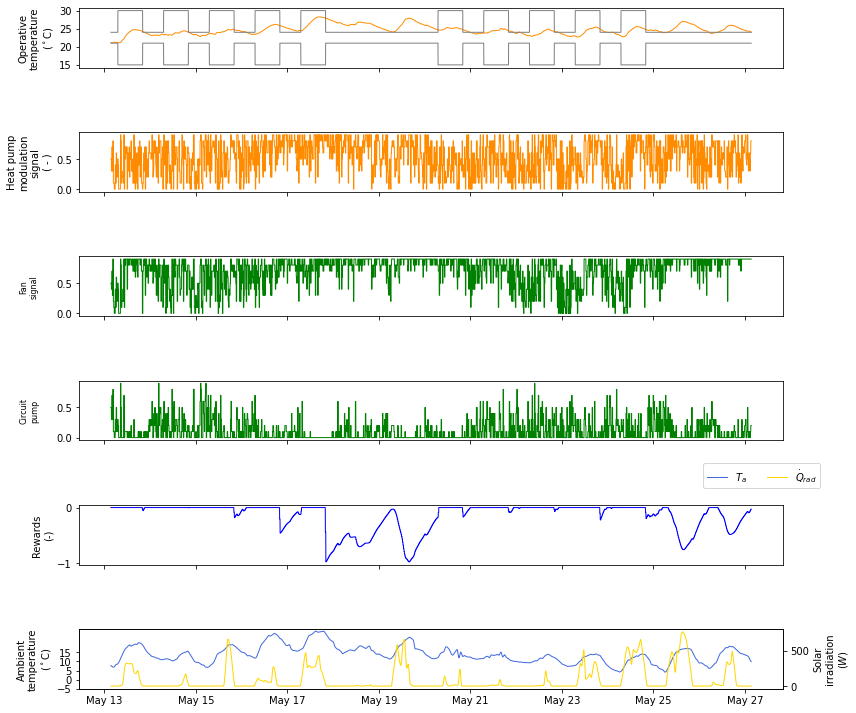 Operative
temperature
(°C)
30
25
20
15
Heat pump
modulation
signal
( - )
0.5
0.0
Fan
signal
0.5
0.0
Circuit
pump
0.5
0.0
T_a
Q̇_rad
Rewards
(-)
0
−1
Ambient
temperature
(°C)
15
10
5
0
−5
500
0
Solar
irradiation
(W)
May 13
May 15
May 17
May 19
May 21
May 23
May 25
May 27